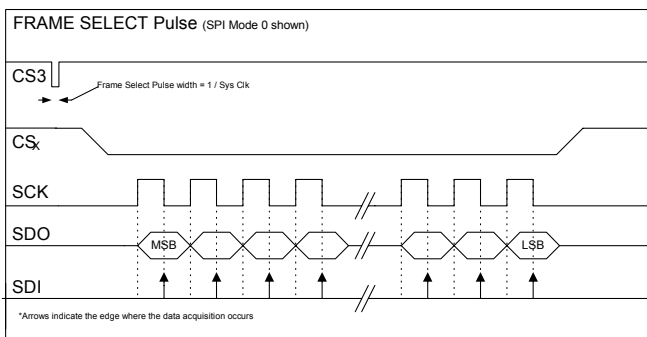 FRAME SELECT Pulse (SPI Mode 0 shown)
CS3
Frame Select Pulse width = 1 / Sys Clk
CSX
SCK
SDO
MSB
LSB
SDI
*Arrows indicate the edge where the data acquisition occurs